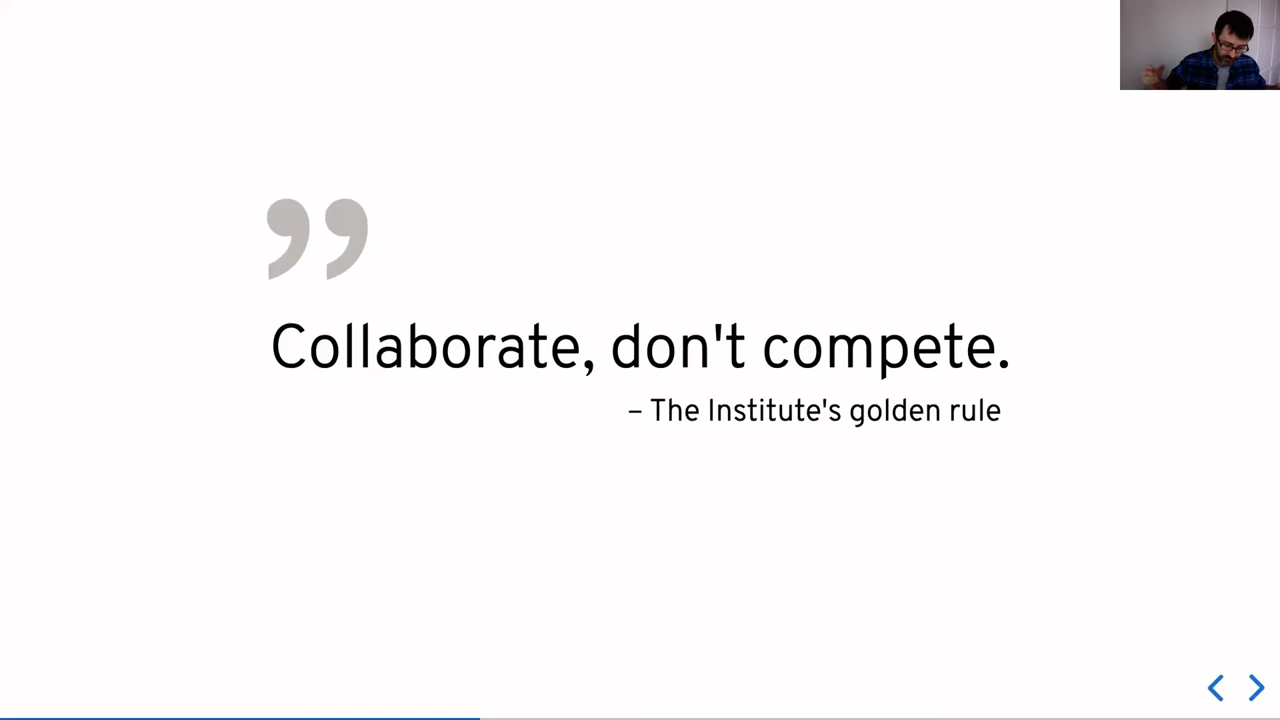 ”
Collaborate, don't compete.
– The Institute's golden rule